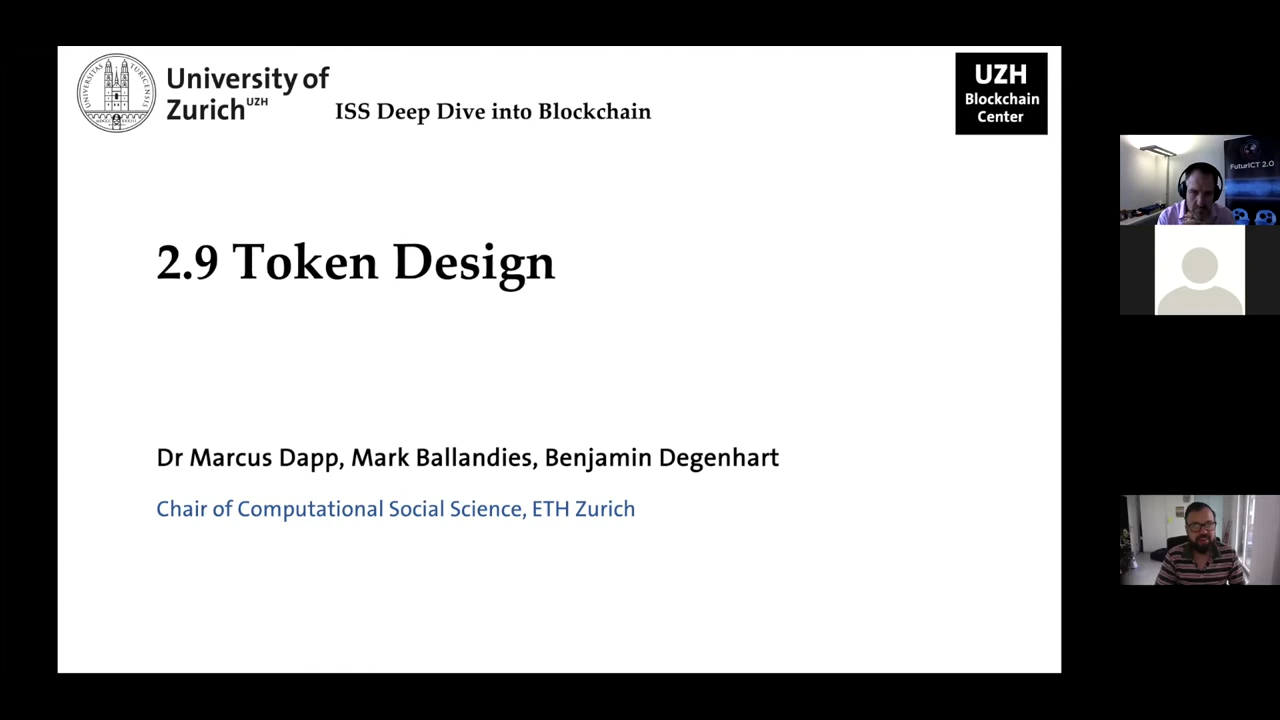 University of
Zurich UZH
ISS Deep Dive into Blockchain
UZH
Blockchain
Center
2.9 Token Design
Dr Marcus Dapp, Mark Ballandies, Benjamin Degenhart
Chair of Computational Social Science, ETH Zurich
FuturICT 2.0